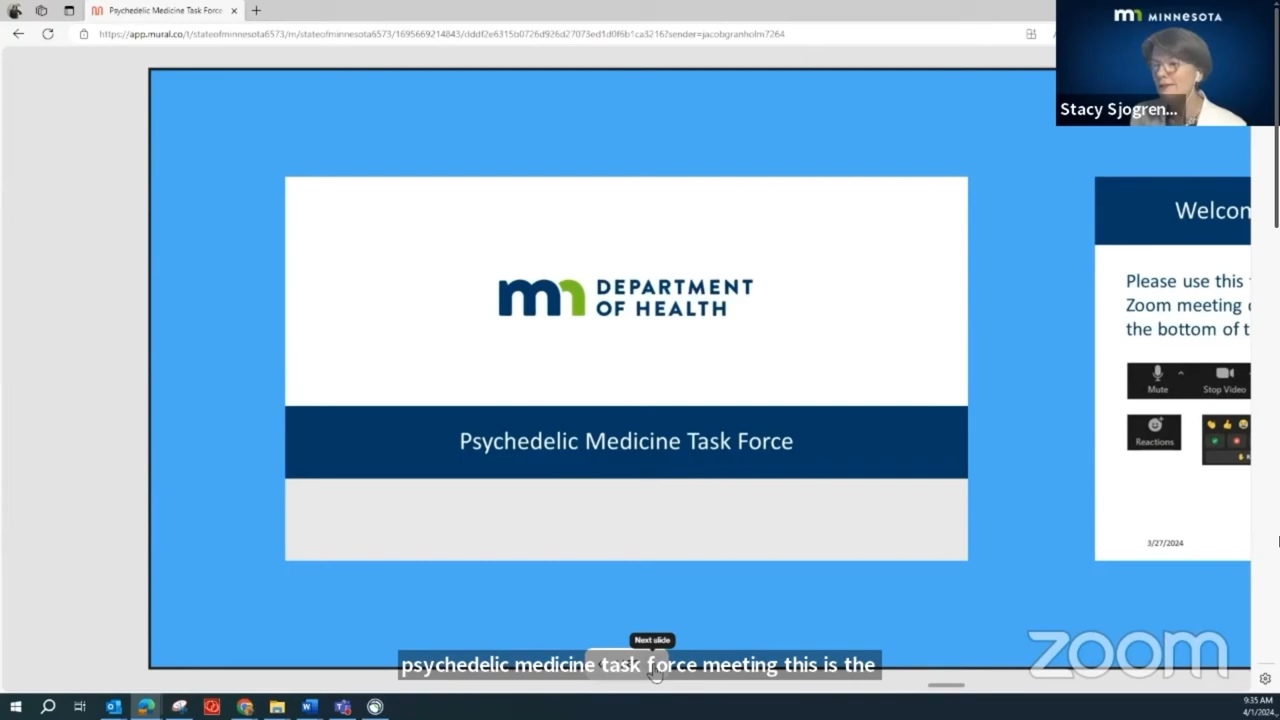 Psychedelic Medicine Task Force
https://app.mural.co/t/stateofminnesota6573/m/stateofminnesota6573/1695669214843/dddf2e6315b0726d926d27073ed1d0f6b1ca3216?sender=jacobgranholm7264
mn MINNESOTA
Stacy Sjogren...
mn DEPARTMENT
OF HEALTH
Psychedelic Medicine Task Force
Welcom
Please use this
Zoom meeting
the bottom of t
Mute
Stop Video
Reactions
3/27/2024
Next slide
psychedelic medicine task force meeting this is the
zoom
9:35 AM
4/1/2024